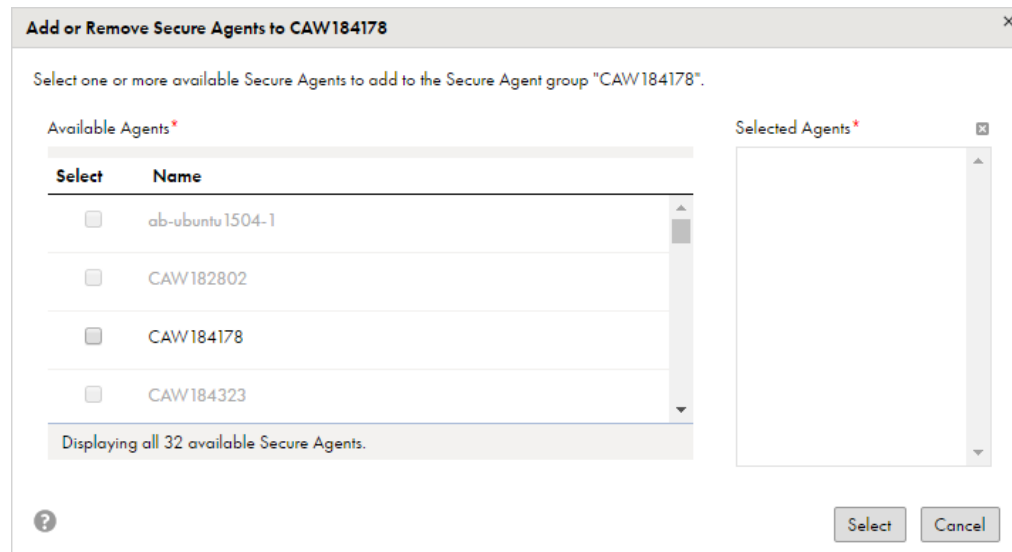 Add or Remove Secure Agents to CAW184178
Select one or more available Secure Agents to add to the Secure Agent group "CAW184178".
Available Agents*
Selected Agents*
Select Name
ab-ubuntu1504-1
CAW182802
CAW184178
CAW184323
Displaying all 32 available Secure Agents.
Select Cancel